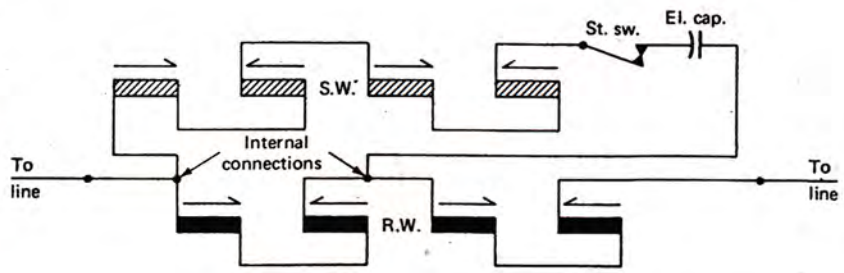 El. cap.
St. sw.
S.W.
Internal
connections
To
line
To
line
R.W.